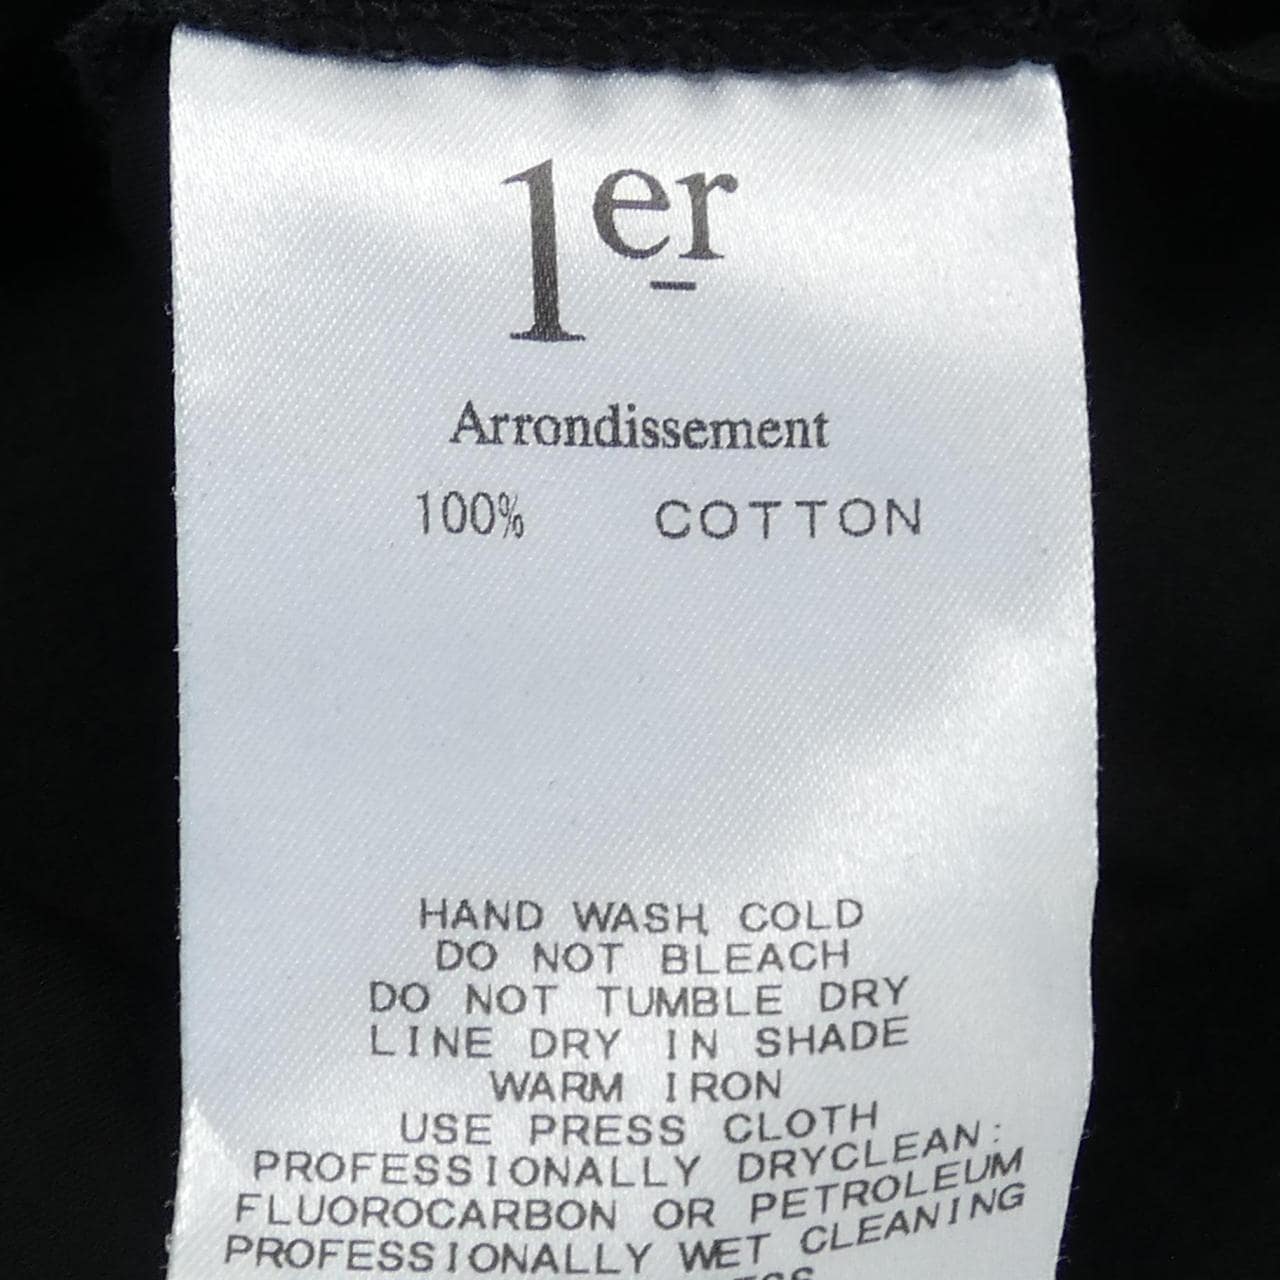 1er
Arrondissement
100% COTTON
HAND WASH COLD
DO NOT BLEACH
DO NOT TUMBLE DRY
LINE DRY IN SHADE
WARM IRON
USE PRESS CLOTH
PROFESSIONALLY DRYCLEAN:
FLUOROCARBON OR PETROLEUM
PROFESSIONALLY WET CLEANING